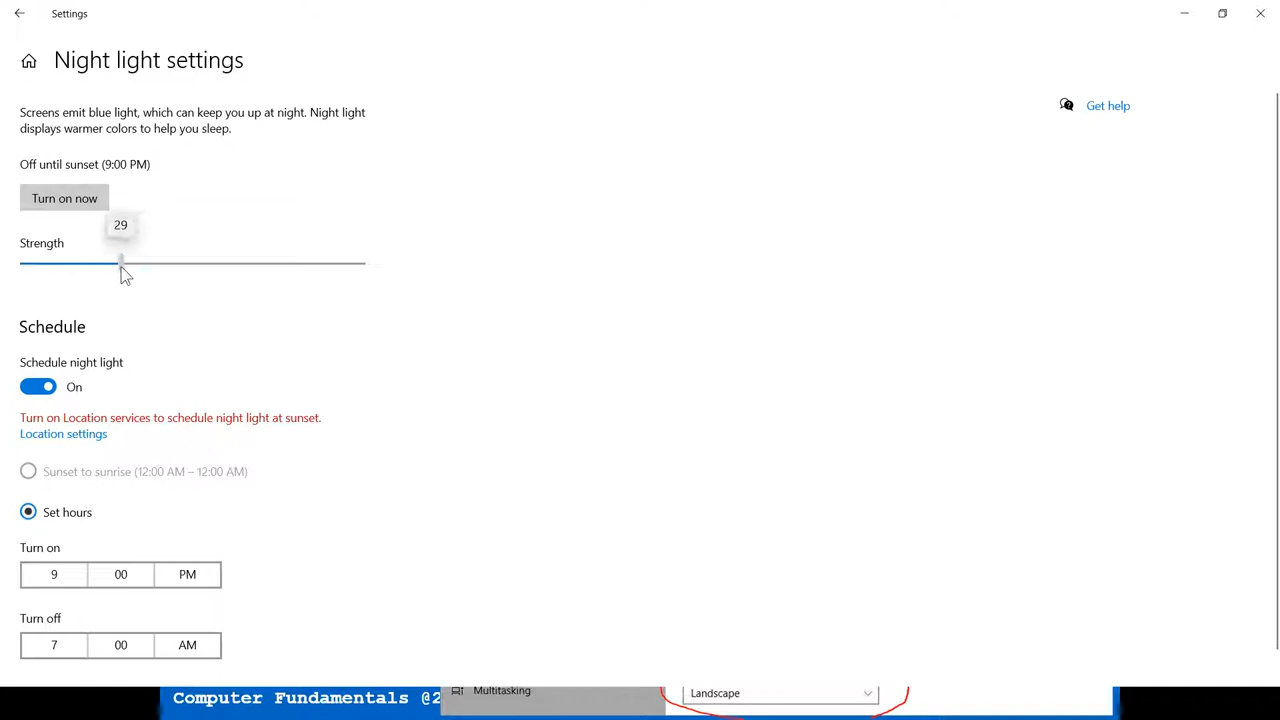 Settings
Night light settings
Screens emit blue light, which can keep you up at night. Night light
displays warmer colors to help you sleep.
Get help
Off until sunset (9:00 PM)
Turn on now
29
Strength
Schedule
Schedule night light
On
Turn on Location services to schedule night light at sunset.
Location settings
Sunset to sunrise (12:00 AM – 12:00 AM)
Set hours
Turn on
9 00 PM
Turn off
7 00 AM
Computer Fundamentals @2
Multitasking
Landscape